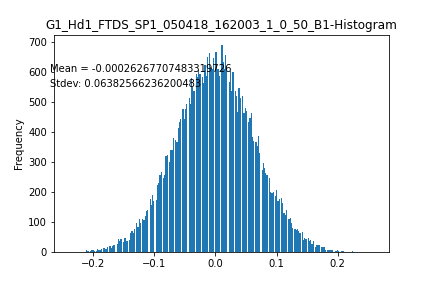 G1_Hd1_FTDS_SP1_050418_162003_1_0_50_B1-Histogram
700
Mean = -0.00026267707483319726
600
Stdev: 0.06382566236200483
500
400
Frequency
300
200
100
0
−0.2 −0.1 0.0 0.1 0.2